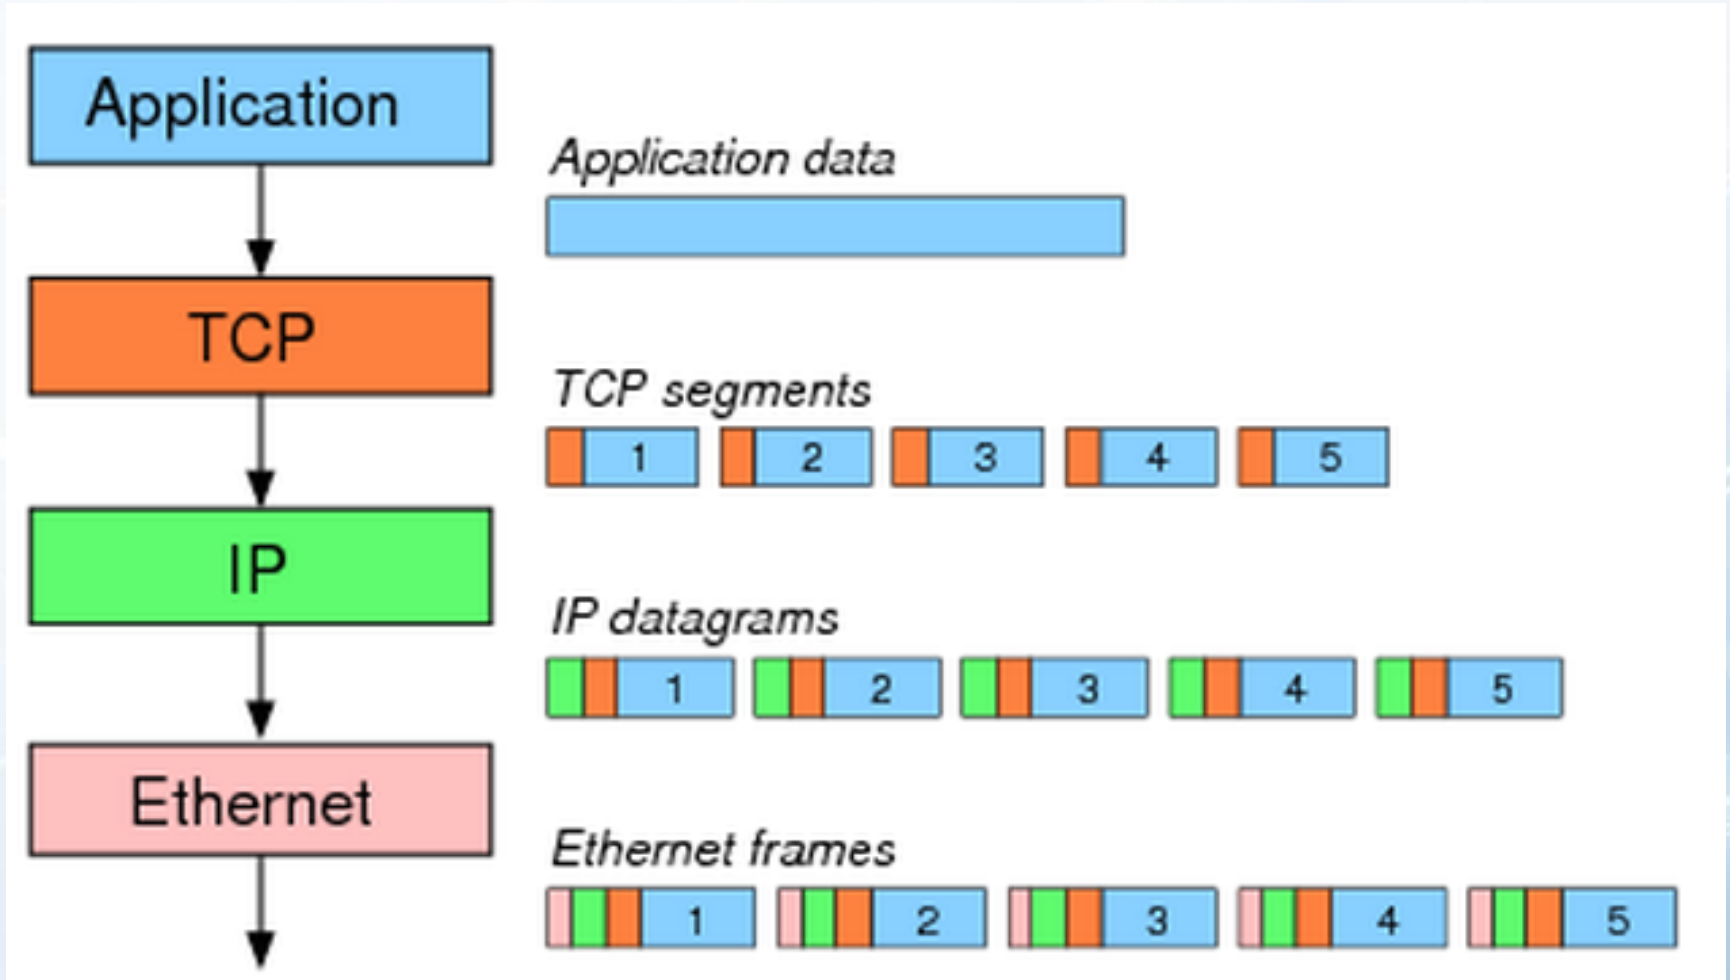 Application
Application data
TCP
TCP segments
1 2 3 4 5
IP
IP datagrams
1 2 3 4 5
Ethernet
Ethernet frames
1 2 3 4 5